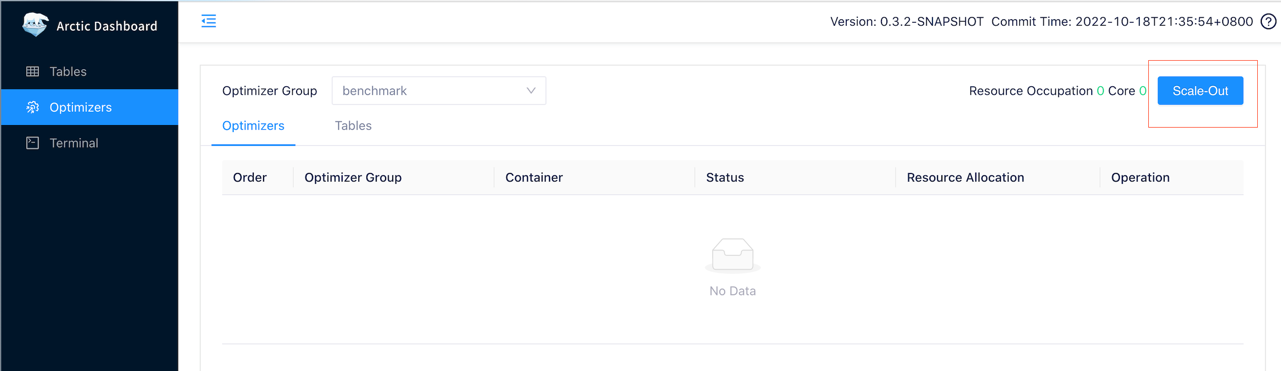 Arctic Dashboard
Version: 0.3.2-SNAPSHOT Commit Time: 2022-10-18T21:35:54+0800 ?
Tables
Optimizers
Terminal
Optimizer Group benchmark Resource Occupation 0 Core 0 Scale-Out
Optimizers Tables
Order Optimizer Group Container Status Resource Allocation Operation
No Data